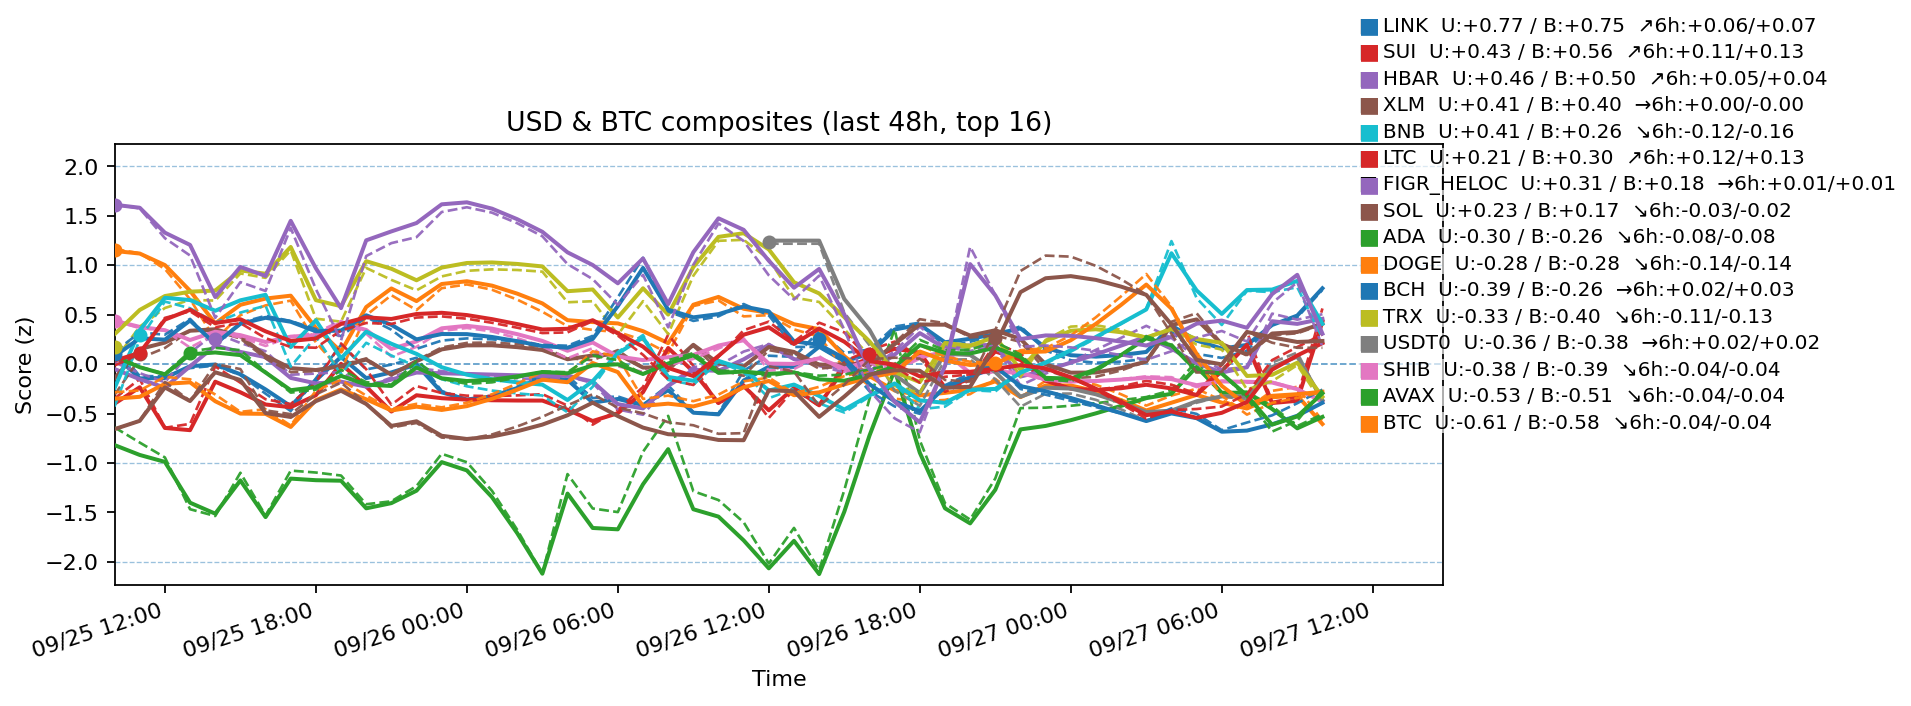 LINK U:+0.77 / B:+0.75 ↗6h:+0.06/+0.07
SUI U:+0.43 / B:+0.56 ↗6h:+0.11/+0.13
HBAR U:+0.46 / B:+0.50 ↗6h:+0.05/+0.04
XLM U:+0.41 / B:+0.40 →6h:+0.00/-0.00
BNB U:+0.41 / B:+0.26 ↘6h:-0.12/-0.16
LTC U:+0.21 / B:+0.30 ↗6h:+0.12/+0.13
FIGR_HELOC U:+0.31 / B:+0.18 →6h:+0.01/+0.01
SOL U:+0.23 / B:+0.17 ↘6h:-0.03/-0.02
ADA U:-0.30 / B:-0.26 ↘6h:-0.08/-0.08
DOGE U:-0.28 / B:-0.28 ↘6h:-0.14/-0.14
BCH U:-0.39 / B:-0.26 →6h:+0.02/+0.03
TRX U:-0.33 / B:-0.40 ↘6h:-0.11/-0.13
USDT0 U:-0.36 / B:-0.38 →6h:+0.02/+0.02
SHIB U:-0.38 / B:-0.39 ↘6h:-0.04/-0.04
AVAX U:-0.53 / B:-0.51 ↘6h:-0.04/-0.04
BTC U:-0.61 / B:-0.58 ↘6h:-0.04/-0.04
USD & BTC composites (last 48h, top 16)
Score (z)
2.0
1.5
1.0
0.5
0.0
−0.5
−1.0
−1.5
−2.0
09/25 12:00
09/25 18:00
09/26 00:00
09/26 06:00
09/26 12:00
09/26 18:00
09/27 00:00
09/27 06:00
09/27 12:00
Time